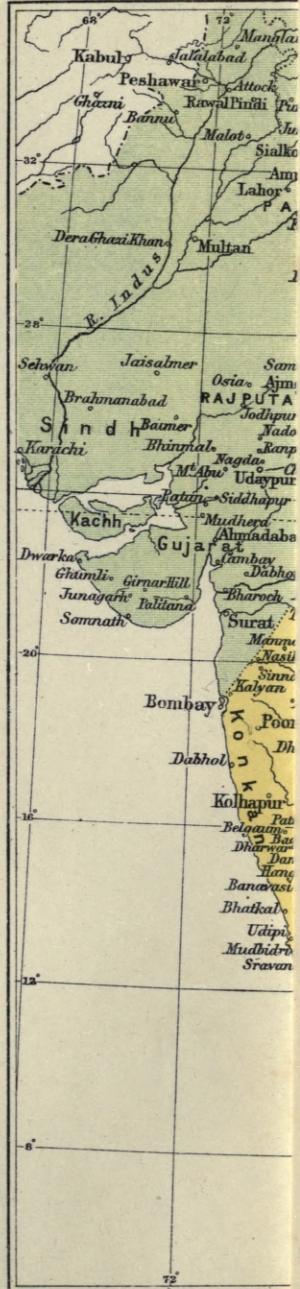 68°
72°
Kabul
Jalalabad
Peshawar
Attock
Ghazni
Bannu
Rawal Pindi
Malot
32°
Lahor
PA
Dera Ghazi Khan
Multan
R. Indus
28°
Sehwan
Jaisalmer
Osia
Brahmanabad
RAJPUTA
Jodhpur
Sindh
Baimer
Karachi
Bhinmal
Nagda
Mt. Abu
Udaypur
Patan
Siddhapur
Kachh
Mudhera
Ahmadaba
Gujarat
Dwarka
Cambay
Ghumli
Girnar Hill
Junagarh
Palitana
Bharoch
Somnath
Surat
20°
Kalyan
Bombay
Konkan
Dabhol
Kolhapur
16°
Belgaum
Dharwar
Banavasi
Bhatkal
Udipi
Mudbidri
Sravan
12°
8°
72°